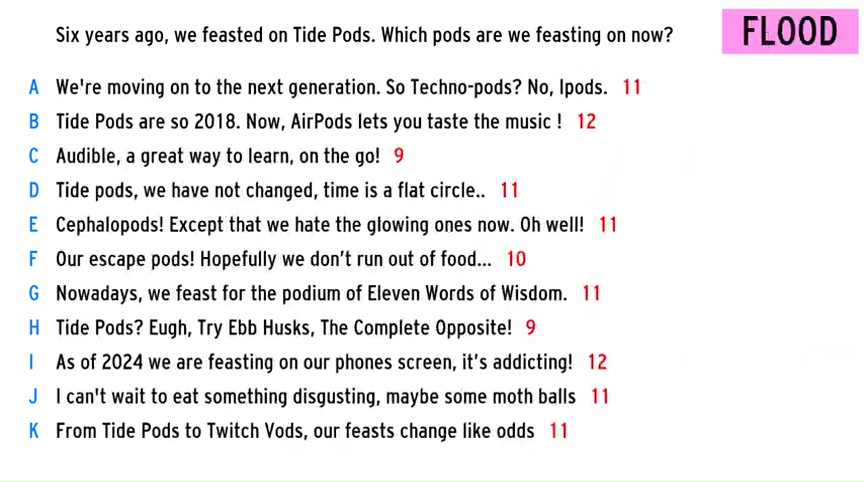 Six years ago, we feasted on Tide Pods. Which pods are we feasting on now?
FLOOD
A We're moving on to the next generation. So Techno-pods? No, Ipods. 11
B Tide Pods are so 2018. Now, AirPods lets you taste the music ! 12
C Audible, a great way to learn, on the go! 9
D Tide pods, we have not changed, time is a flat circle.. 11
E Cephalopods! Except that we hate the glowing ones now. Oh well! 11
F Our escape pods! Hopefully we don’t run out of food... 10
G Nowadays, we feast for the podium of Eleven Words of Wisdom. 11
H Tide Pods? Eugh, Try Ebb Husks, The Complete Opposite! 9
I As of 2024 we are feasting on our phones screen, it’s addicting! 12
J I can't wait to eat something disgusting, maybe some moth balls 11
K From Tide Pods to Twitch Vods, our feasts change like odds 11